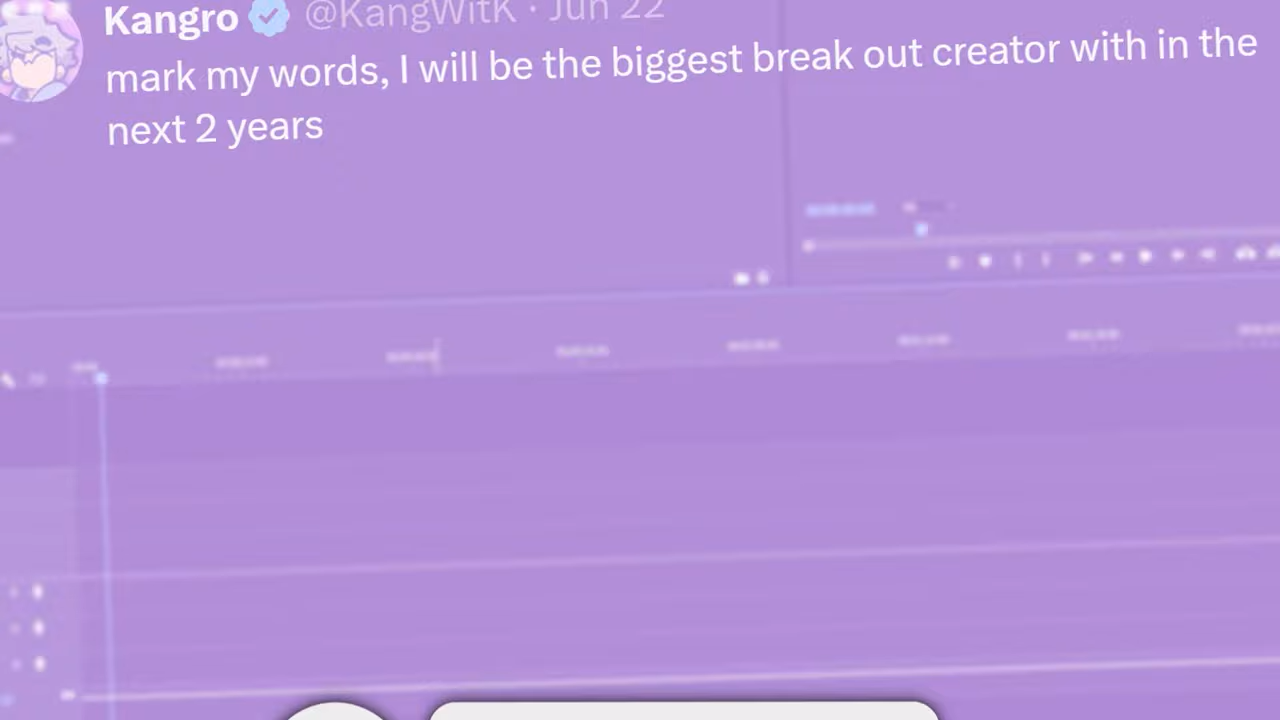 Kangro @KangWitK · Jun 22
mark my words, I will be the biggest break out creator with in the
next 2 years